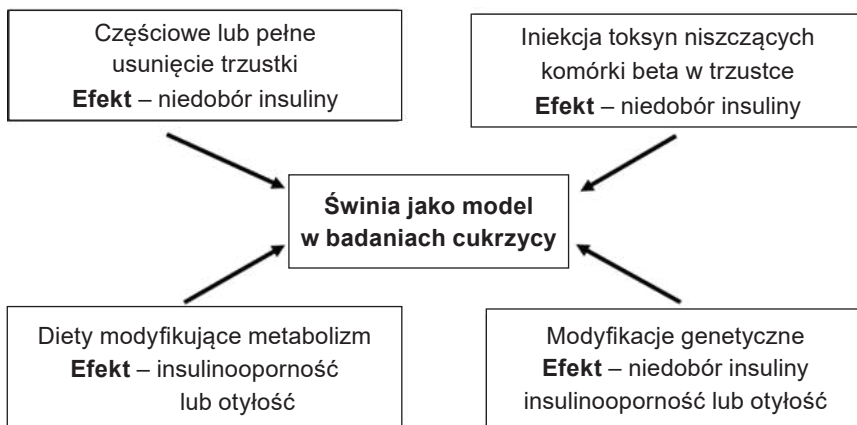 Częściowe lub pełne
usunięcie trzustki
Efekt – niedobór insuliny
Iniekcja toksyn niszczących
komórki beta w trzustce
Efekt – niedobór insuliny
Świnia jako model
w badaniach cukrzycy
Diety modyfikujące metabolizm
Efekt – insulinooporność
lub otyłość
Modyfikacje genetyczne
Efekt – niedobór insuliny
insulinooporność lub otyłość